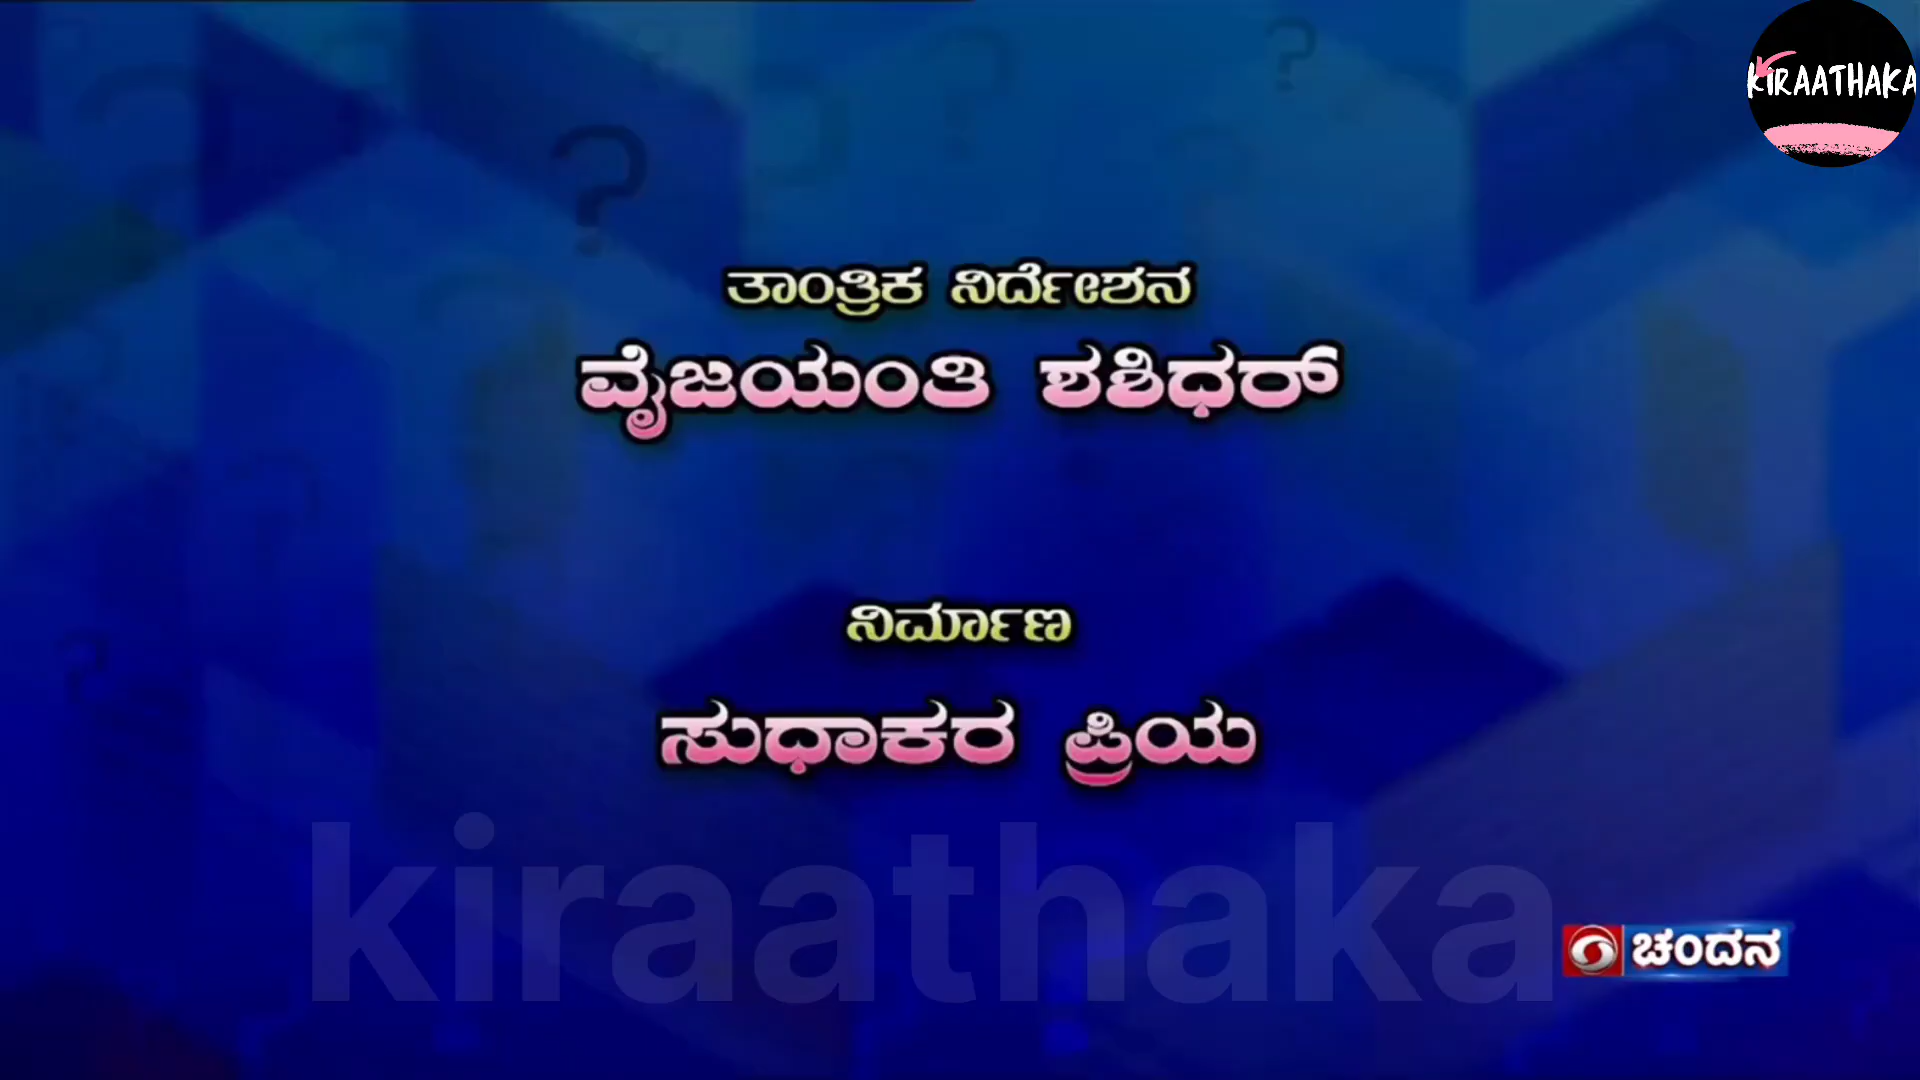 KIRAATHAKA
ತಾಂತ್ರಿಕ ನಿರ್ದೇಶನ
ವೈಜಯಂತಿ ಶಶಿಧರ್
ನಿರ್ಮಾಣ
ಸುಧಾಕರ ಪ್ರಿಯ
kiraathaka
ಚಂದನ